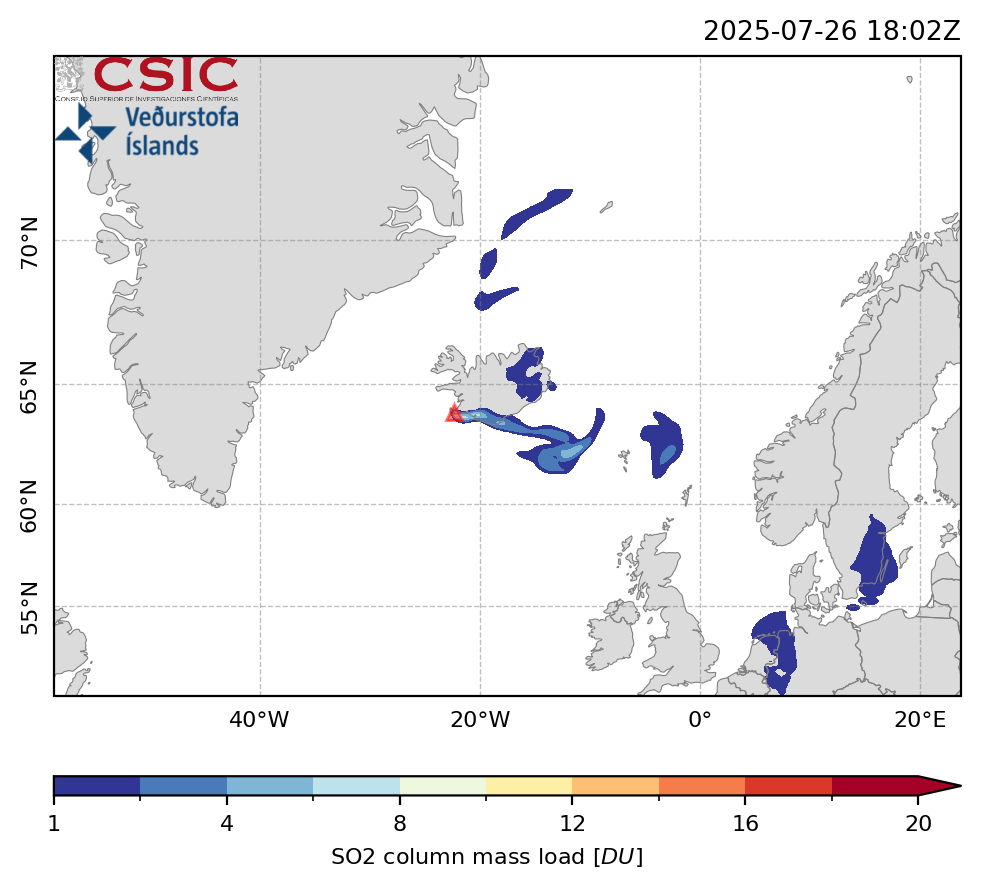 2025-07-26 18:02Z
CSIC
Consejo Superior de Investigaciones Científicas
Veðurstofa
Íslands
70°N
65°N
60°N
55°N
40°W 20°W 0° 20°E
1 4 8 12 16 20
SO2 column mass load [DU]